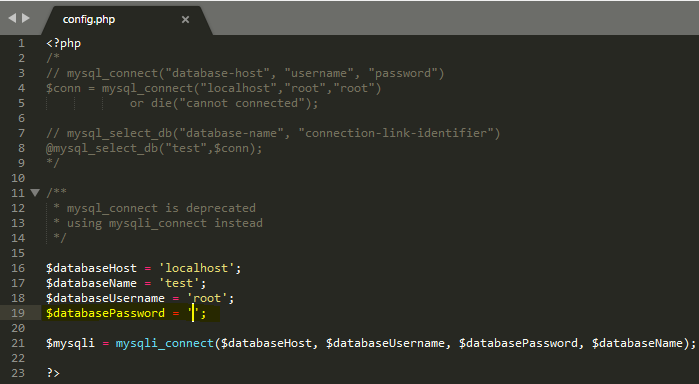 config.php
1 <?php
2 /*
3 // mysql_connect("database-host", "username", "password")
4 $conn = mysql_connect("localhost","root","root")
5 or die("cannot connected");
6
7 // mysql_select_db("database-name", "connection-link-identifier")
8 @mysql_select_db("test",$conn);
9 */
10
11 /**
12 * mysql_connect is deprecated
13 * using mysqli_connect instead
14 */
15
16 $databaseHost = 'localhost';
17 $databaseName = 'test';
18 $databaseUsername = 'root';
19 $databasePassword = '';
20
21 $mysqli = mysqli_connect($databaseHost, $databaseUsername, $databasePassword, $databaseName);
22
23 ?>